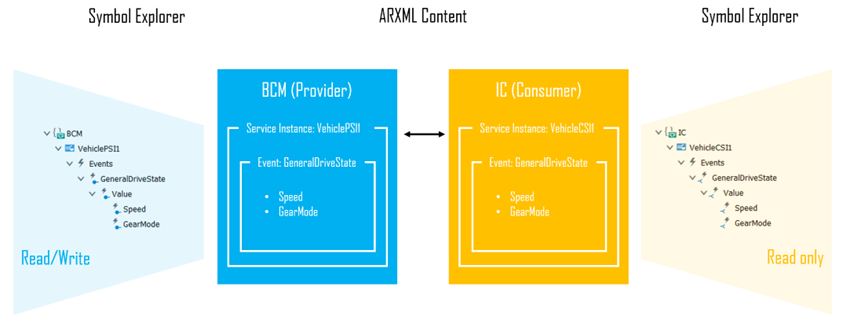 Symbol Explorer
ARXML Content
Symbol Explorer
BCM
VehiclePSI1
Events
GeneralDriveState
Value
Speed
GearMode
Read/Write
BCM (Provider)
Service Instance: VehiclePSI1
Event: GeneralDriveState
• Speed
• GearMode
IC (Consumer)
Service Instance: VehicleCSI1
Event: GeneralDriveState
• Speed
• GearMode
IC
VehicleCSI1
Events
GeneralDriveState
Value
Speed
GearMode
Read only